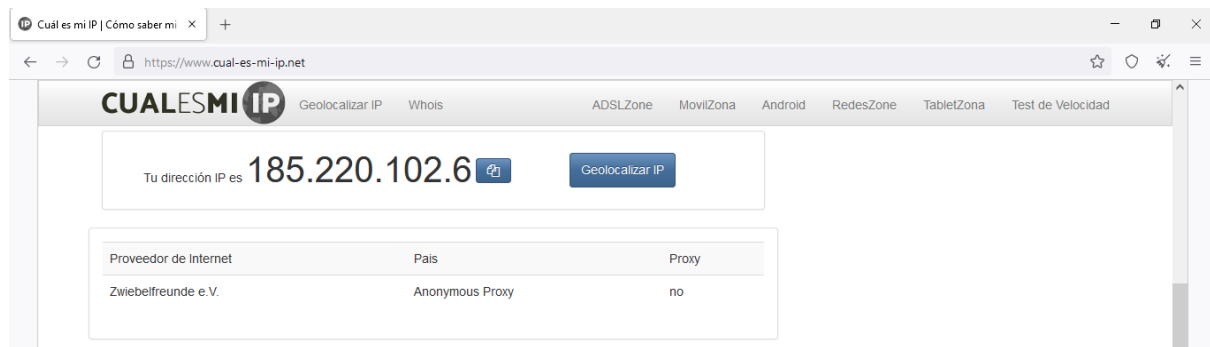 Cuál es mi IP | Cómo saber mi
https://www.cual-es-mi-ip.net
CUALESMI IP Geolocalizar IP Whois ADSLZone MovilZona Android RedesZone TabletZona Test de Velocidad
Tu dirección IP es 185.220.102.6 Geolocalizar IP
Proveedor de Internet Pais Proxy
Zwiebelfreunde e.V. Anonymous Proxy no